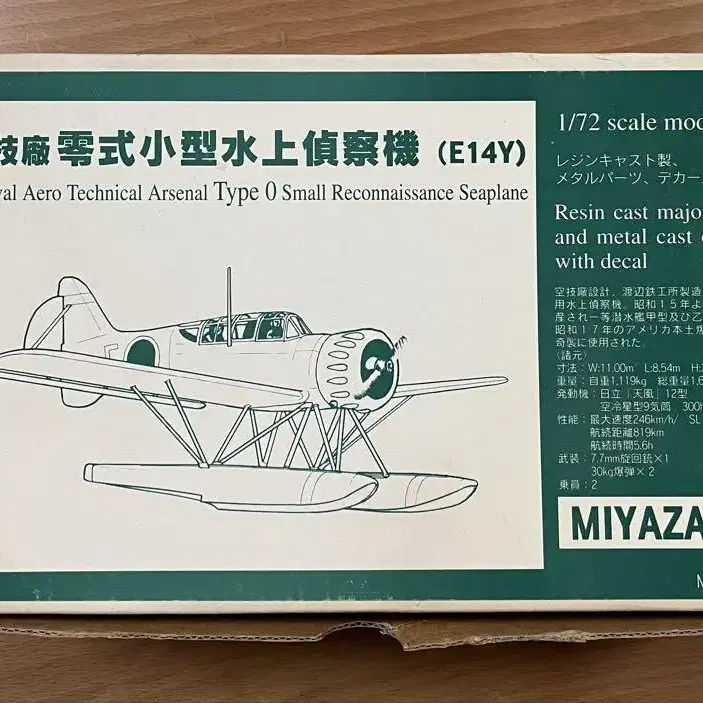 技廠 零式小型水上偵察機 (E14Y)
val Aero Technical Arsenal Type 0 Small Reconnaissance Seaplane
1/72 scale mod
レジンキャスト製、
メタルパーツ、デカー
Resin cast major
and metal cast
with decal
空技廠設計、渡辺鉄工所製造
用水上偵察機。昭和15年よ
産され一等潜水艦甲型及び乙
昭和17年のアメリカ本土爆
奇襲に使用された。
(諸元)
寸法:W:11.00m L:8.54m H:
重量:自重1,119kg 総重量1,6
発動機:日立「天風」12型
空冷星型9気筒 300h
性能:最大速度246km/h/ SL
航続距離819km
航続時間5.6h
武装:7.7mm旋回銃×1
30kg爆弾×2
乗員:2
MIYAZA
M